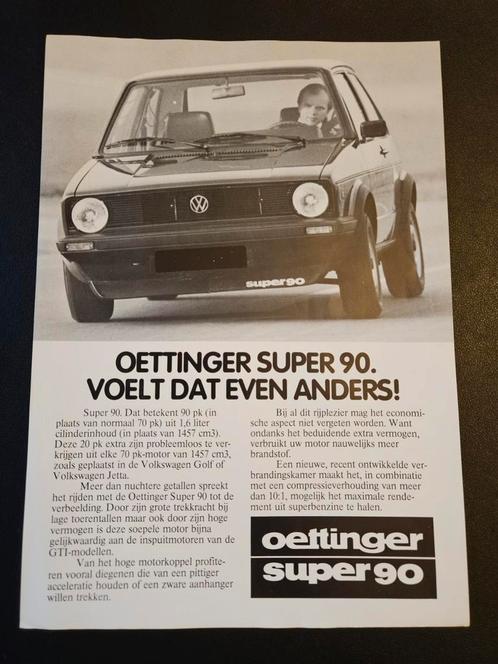 super90
OETTINGER SUPER 90.
VOELT DAT EVEN ANDERS!
Super 90. Dat betekent 90 pk (in
plaats van normaal 70 pk) uit 1,6 liter
cilinderinhoud (in plaats van 1457 cm3).
Deze 20 pk extra zijn probleemloos te ver-
krijgen uit elke 70 pk-motor van 1457 cm3,
zoals geplaatst in de Volkswagen Golf of
Volkswagen Jetta.
Meer dan nuchtere getallen spreekt
het rijden met de Oettinger Super 90 tot de
verbeelding. Door zijn grote trekkracht bij
lage toerentallen maar ook door zijn hoge
vermogen is deze soepele motor bijna
gelijkwaardig aan de inspuitmotoren van de
GTI-modellen.
Van het hoge motorkoppel profite-
ren vooral diegenen die van een pittiger
acceleratie houden of een zware aanhanger
willen trekken.
Bij al dit rijplezier mag het economi-
sche aspect niet vergeten worden. Want
ondanks het beduidende extra vermogen,
verbruikt uw motor nauwelijks meer
brandstof.
Een nieuwe, recent ontwikkelde ver-
brandingskamer maakt het, in combinatie
met een compressieverhouding van meer
dan 10:1, mogelijk het maximale rende-
ment uit superbenzine te halen.
oettinger
super90